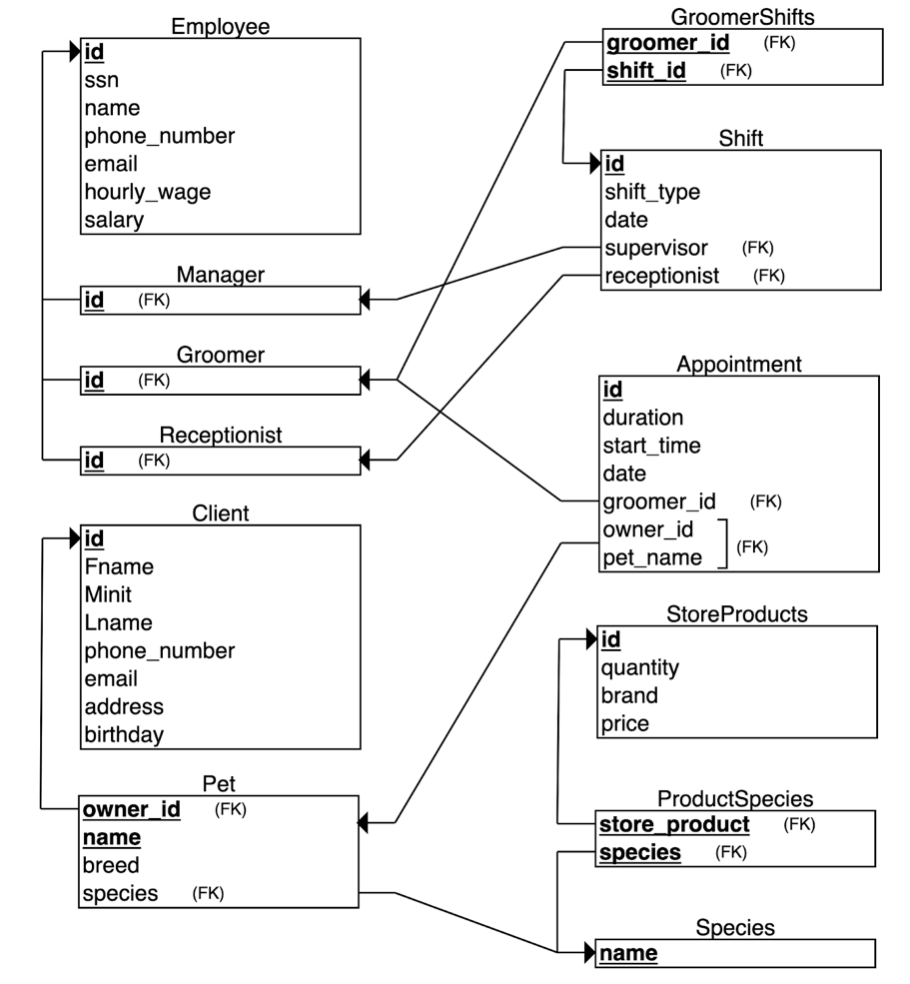 Employee
id
ssn
name
phone_number
email
hourly_wage
salary
Manager
id (FK)
Groomer
id (FK)
Receptionist
id (FK)
Client
id
Fname
Minit
Lname
phone_number
email
address
birthday
Pet
owner_id (FK)
name
breed
species (FK)
GroomerShifts
groomer_id (FK)
shift_id (FK)
Shift
id
shift_type
date
supervisor (FK)
receptionist (FK)
Appointment
id
duration
start_time
date
groomer_id (FK)
owner_id
pet_name
(FK)
StoreProducts
id
quantity
brand
price
ProductSpecies
store_product (FK)
species (FK)
Species
name